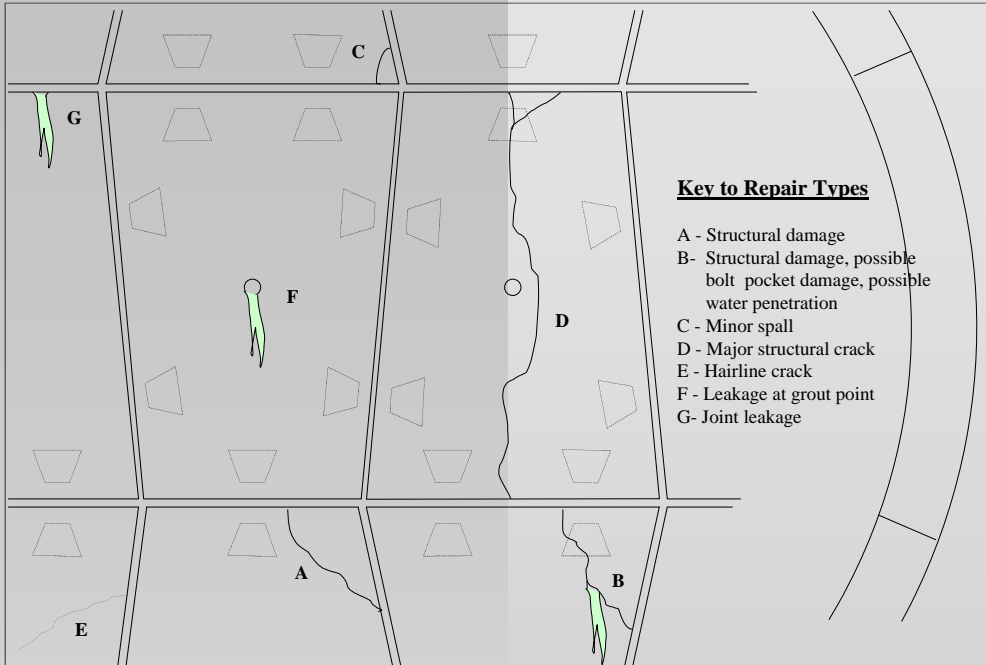 C
G
F
D
A
B
E
Key to Repair Types
A - Structural damage
B- Structural damage, possible
bolt pocket damage, possible
water penetration
C - Minor spall
D - Major structural crack
E - Hairline crack
F - Leakage at grout point
G- Joint leakage